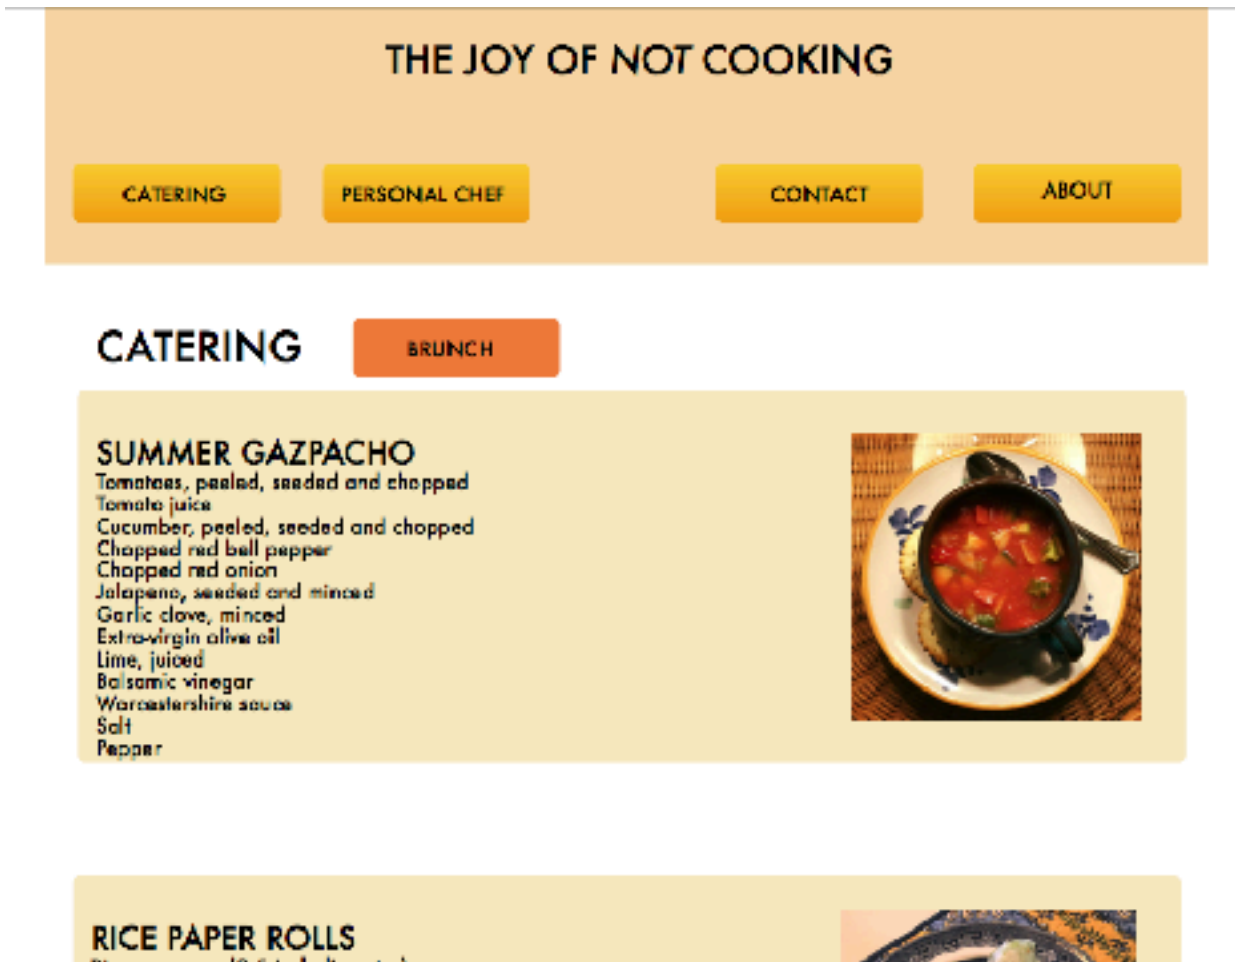 THE JOY OF NOT COOKING
CATERING
PERSONAL CHEF
CONTACT
ABOUT
CATERING
BRUNCH
SUMMER GAZPACHO
Tomatoes, peeled, seeded and chopped
Tomato juice
Cucumber, peeled, seeded and chopped
Chopped red bell pepper
Chopped red onion
Jalapeno, seeded and minced
Garlic clove, minced
Extra-virgin olive oil
Lime, juiced
Balsamic vinegar
Worcestershire sauce
Salt
Pepper
RICE PAPER ROLLS